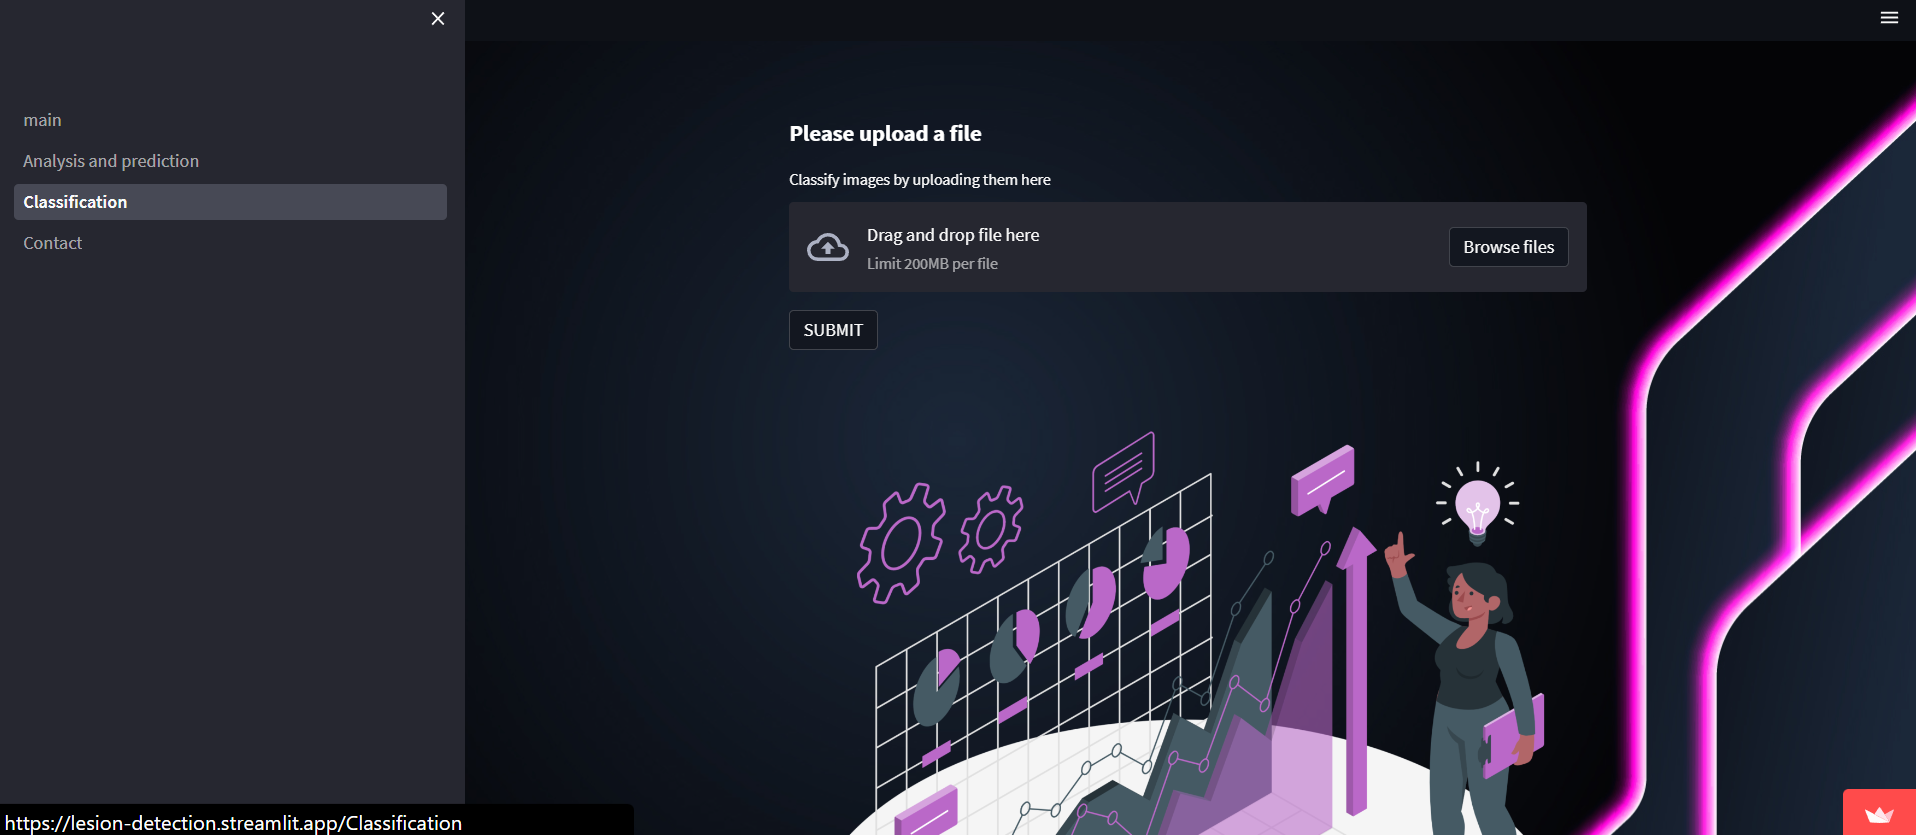 main
Analysis and prediction
Classification
Contact
Please upload a file
Classify images by uploading them here
Drag and drop file here
Limit 200MB per file
Browse files
SUBMIT
https://lesion-detection.streamlit.app/Classification